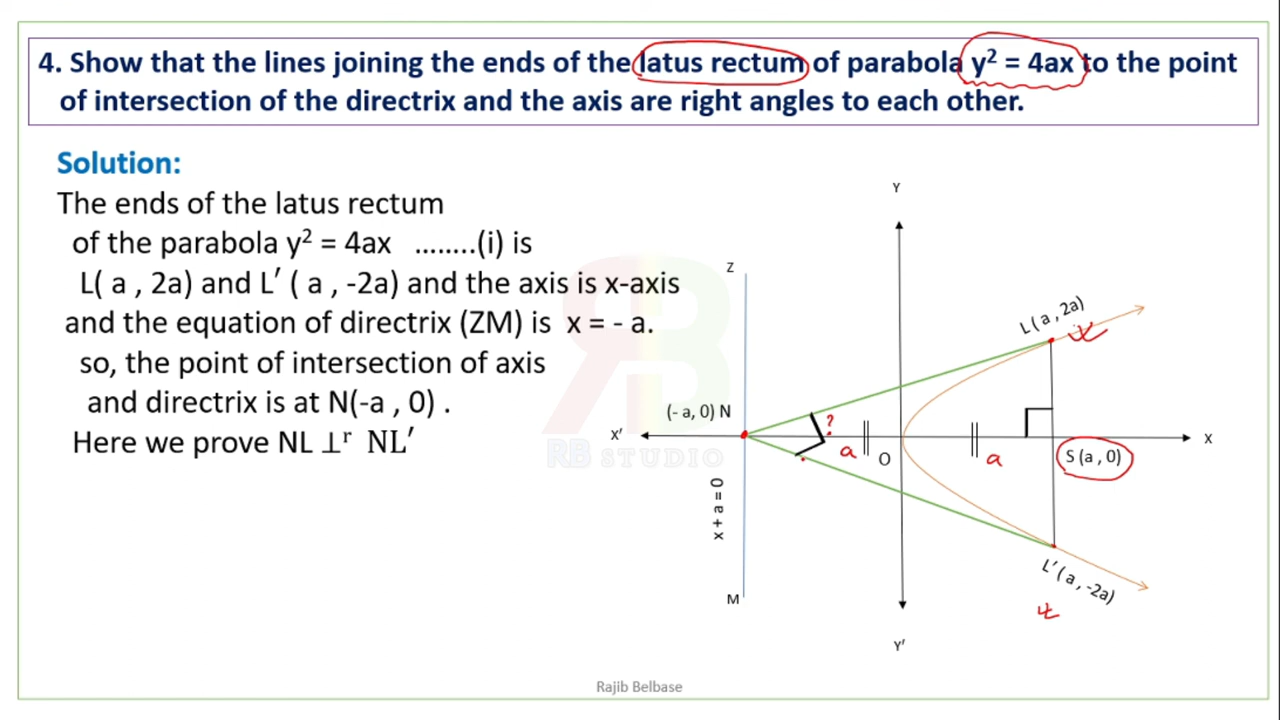 4. Show that the lines joining the ends of the latus rectum of parabola y² = 4ax to the point
of intersection of the directrix and the axis are right angles to each other.
Solution:
The ends of the latus rectum
of the parabola y² = 4ax ........(i) is
L( a , 2a) and L′ ( a , -2a) and the axis is x-axis
and the equation of directrix (ZM) is x = - a.
so, the point of intersection of axis
and directrix is at N(-a , 0) .
Here we prove NL ⊥ʳ NL′
Y
Z
L ( a , 2a)
(- a, 0) N
?
X′
a
O
a
S (a , 0)
X
x + a = 0
L′ ( a , -2a)
M
Y′
RB STUDIO
Rajib Belbase